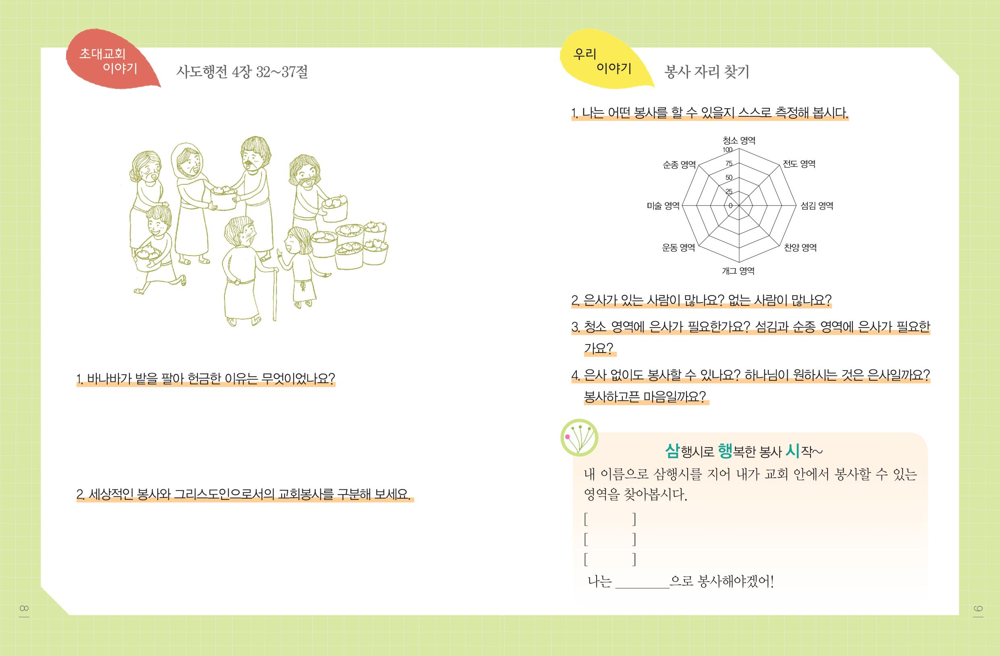 초대교회
이야기
사도행전 4장 32~37절
1. 바나바가 밭을 팔아 헌금한 이유는 무엇이었나요?
2. 세상적인 봉사와 그리스도인으로서의 교회봉사를 구분해 보세요.
8
우리
이야기
봉사 자리 찾기
1. 나는 어떤 봉사를 할 수 있을지 스스로 측정해 봅시다.
청소 영역
100
순종 영역
75
전도 영역
50
25
미술 영역
0
섬김 영역
운동 영역
찬양 영역
개그 영역
2. 은사가 있는 사람이 많나요? 없는 사람이 많나요?
3. 청소 영역에 은사가 필요한가요? 섬김과 순종 영역에 은사가 필요한
가요?
4. 은사 없이도 봉사할 수 있나요? 하나님이 원하시는 것은 은사일까요?
봉사하고픈 마음일까요?
삼행시로 행복한 봉사 시작~
내 이름으로 삼행시를 지어 내가 교회 안에서 봉사할 수 있는
영역을 찾아봅시다.
[ ]
[ ]
[ ]
나는 ________으로 봉사해야겠어!
9